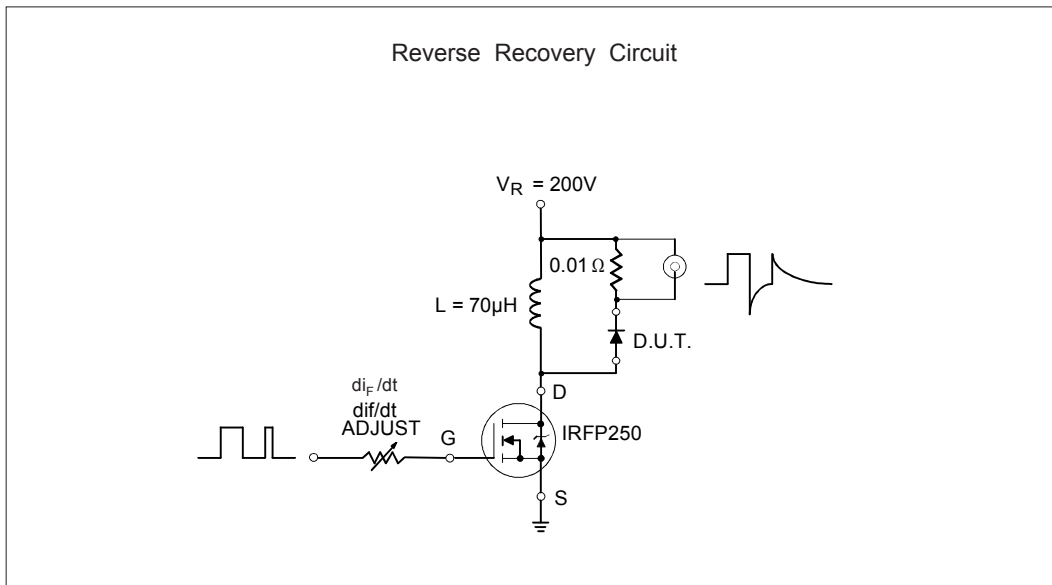 Reverse Recovery Circuit
V_R = 200V
0.01 Ω
L = 70µH
D.U.T.
di_F/dt
dif/dt
ADJUST
D
G
IRFP250
S